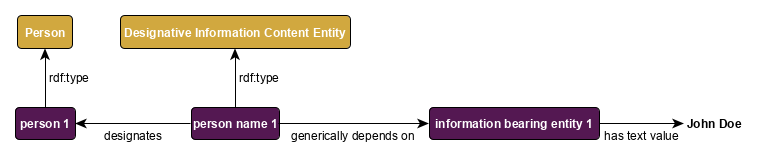 Person
Designative Information Content Entity
rdf:type
rdf:type
person 1
designates
person name 1
generically depends on
information bearing entity 1
has text value
John Doe